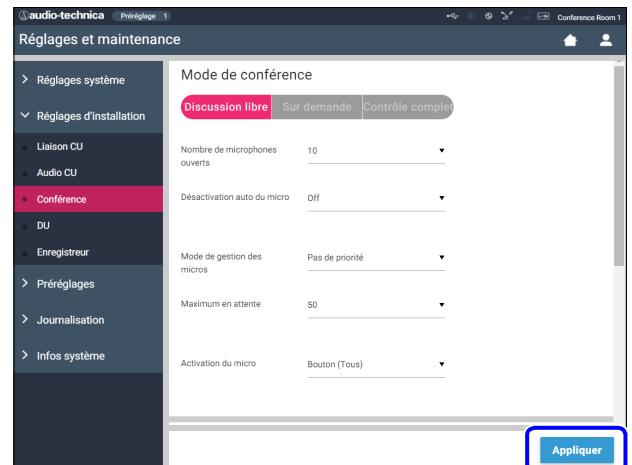 audio-technica Préréglage 1 Conference Room 1
Réglages et maintenance
Réglages système
Réglages d'installation
Liaison CU
Audio CU
Conférence
DU
Enregistreur
Préréglages
Journalisation
Infos système
Mode de conférence
Discussion libre Sur demande Contrôle complet
Nombre de microphones
ouverts
10
Désactivation auto du micro
Off
Mode de gestion des
micros
Pas de priorité
Maximum en attente
50
Activation du micro
Bouton (Tous)
Appliquer